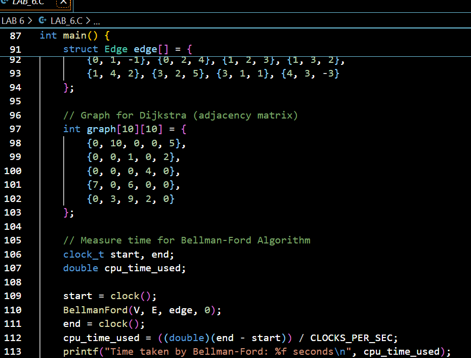 LAB_6.C
LAB 6 > LAB_6.C > ...
87 int main() {
91 struct Edge edge[] = {
92 {0, 1, -1}, {0, 2, 4}, {1, 2, 3}, {1, 3, 2},
93 {1, 4, 2}, {3, 2, 5}, {3, 1, 1}, {4, 3, -3}
94 };
95
96 // Graph for Dijkstra (adjacency matrix)
97 int graph[10][10] = {
98 {0, 10, 0, 0, 5},
99 {0, 0, 1, 0, 2},
100 {0, 0, 0, 4, 0},
101 {7, 0, 6, 0, 0},
102 {0, 3, 9, 2, 0}
103 };
104
105 // Measure time for Bellman-Ford Algorithm
106 clock_t start, end;
107 double cpu_time_used;
108
109 start = clock();
110 BellmanFord(V, E, edge, 0);
111 end = clock();
112 cpu_time_used = ((double)(end - start)) / CLOCKS_PER_SEC;
113 printf("Time taken by Bellman-Ford: %f seconds\n", cpu_time_used);